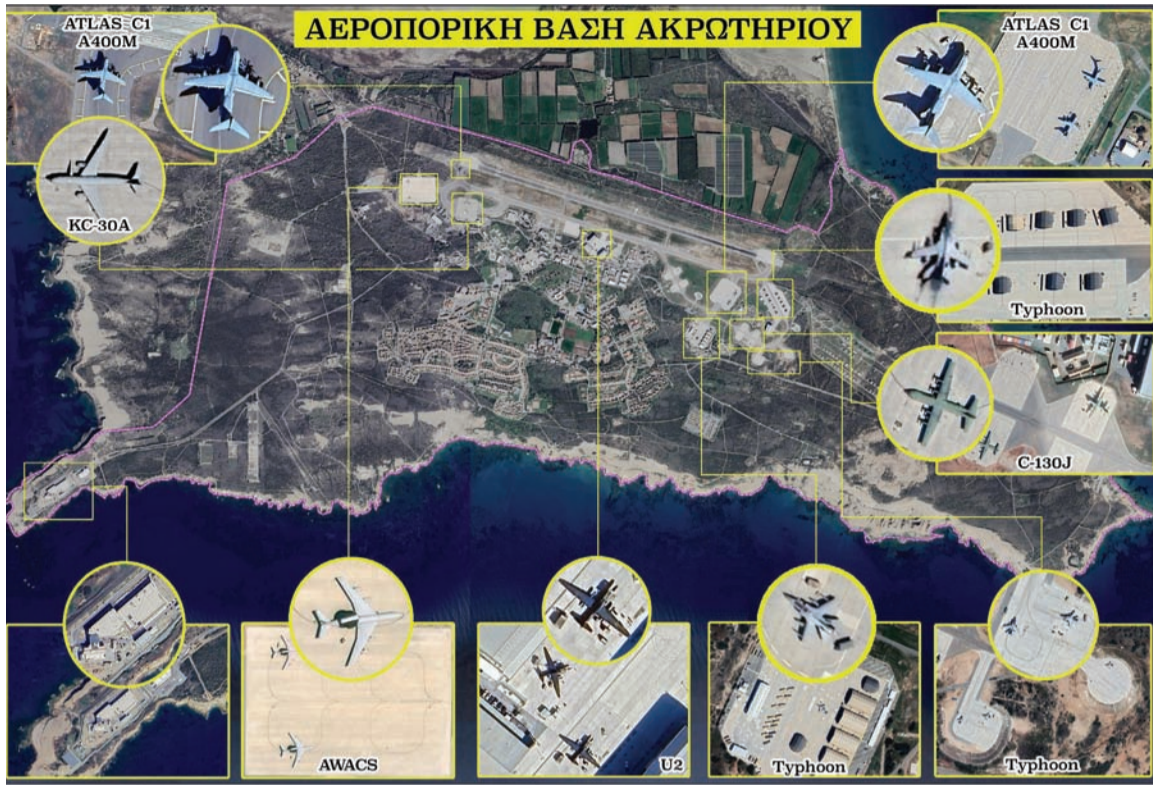 ΑΕΡΟΠΟΡΙΚΗ ΒΑΣΗ ΑΚΡΩΤΗΡΙΟΥ
ATLAS C1
A400M
ATLAS C1
A400M
KC-30A
Typhoon
C-130J
AWACS
U2
Typhoon
Typhoon